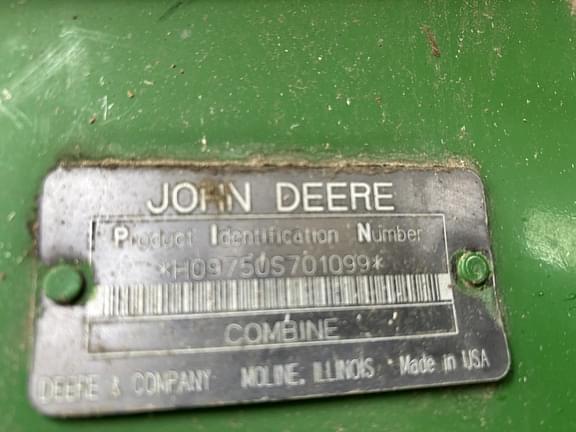 JOHN DEERE
Product Identification Number
*H09750S701099*
COMBINE
DEERE & COMPANY MOLINE, ILLINOIS Made in USA